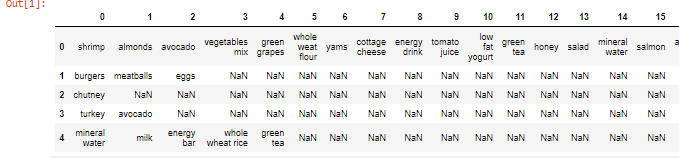 Out[1]:
0 1 2 3 4 5 6 7 8 9 10 11 12 13 14 15
0 shrimp almonds avocado vegetables mix green grapes whole weat flour yams cottage cheese energy drink tomato juice low fat yogurt green tea honey salad mineral water salmon
1 burgers meatballs eggs NaN NaN NaN NaN NaN NaN NaN NaN NaN NaN NaN NaN NaN
2 chutney NaN NaN NaN NaN NaN NaN NaN NaN NaN NaN NaN NaN NaN NaN NaN
3 turkey avocado NaN NaN NaN NaN NaN NaN NaN NaN NaN NaN NaN NaN NaN NaN
4 mineral water milk energy bar whole wheat rice green tea NaN NaN NaN NaN NaN NaN NaN NaN NaN NaN NaN